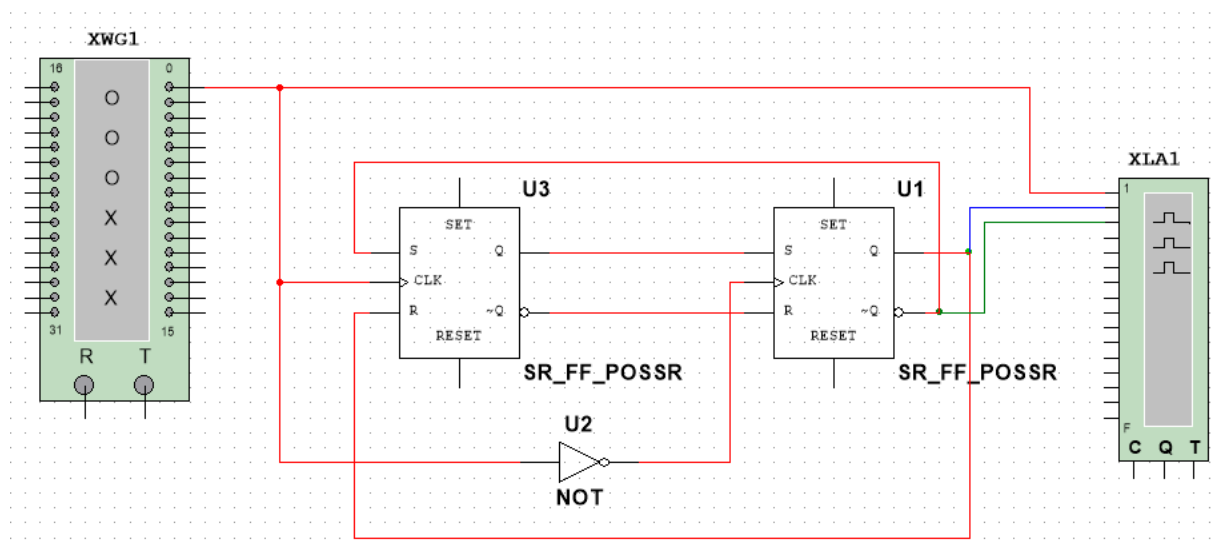 XWG1
16 0
O
O
O
X
X
X
31 15
R T
U3
SET
S Q
CLK
R ~Q
RESET
SR_FF_POSSR
U1
SET
S Q
CLK
R ~Q
RESET
SR_FF_POSSR
U2
NOT
XLA1
1
F
C Q T